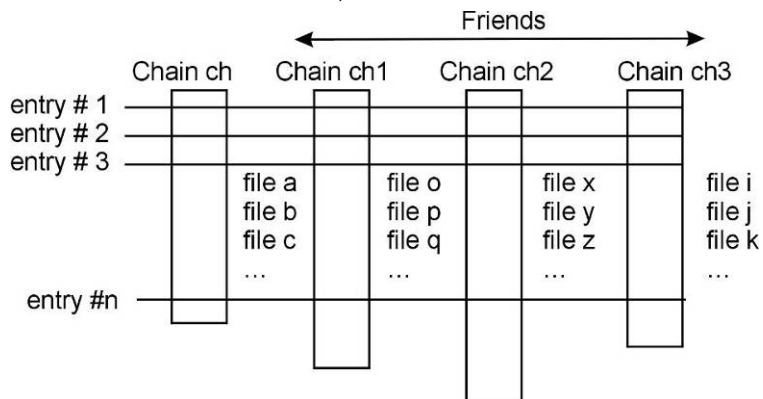 Friends
Chain ch Chain ch1 Chain ch2 Chain ch3
entry # 1
entry # 2
entry # 3
file a file o file x file i
file b file p file y file j
file c file q file z file k
... ... ... ...
entry #n